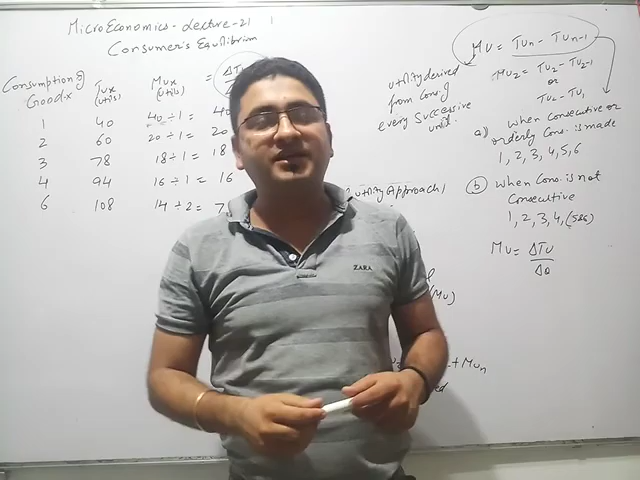 MicroEconomics - Lecture-21
Consumer's Equilibrium
Consumption of Good-x TUx (utils) MUx (utils) = ΔTUx
1 40 40 ÷ 1 = 40
2 60 20 ÷ 1 = 20
3 78 18 ÷ 1 = 18
4 94 16 ÷ 1 = 16
6 108 14 ÷ 2 = 7
utility derived
from Cons. of
every Successive
unit.
Utility Approach)
(MU)
+ MUn
ed
MU = TUn - TUn-1
MU2 = TU2 - TU2-1
or
TU2 - TU1
a) When consecutive or
orderly Cons. is made
1, 2, 3, 4, 5, 6
b) When Cons. is not
Consecutive
1, 2, 3, 4,
MU = ΔTU
ΔQ
ZARA